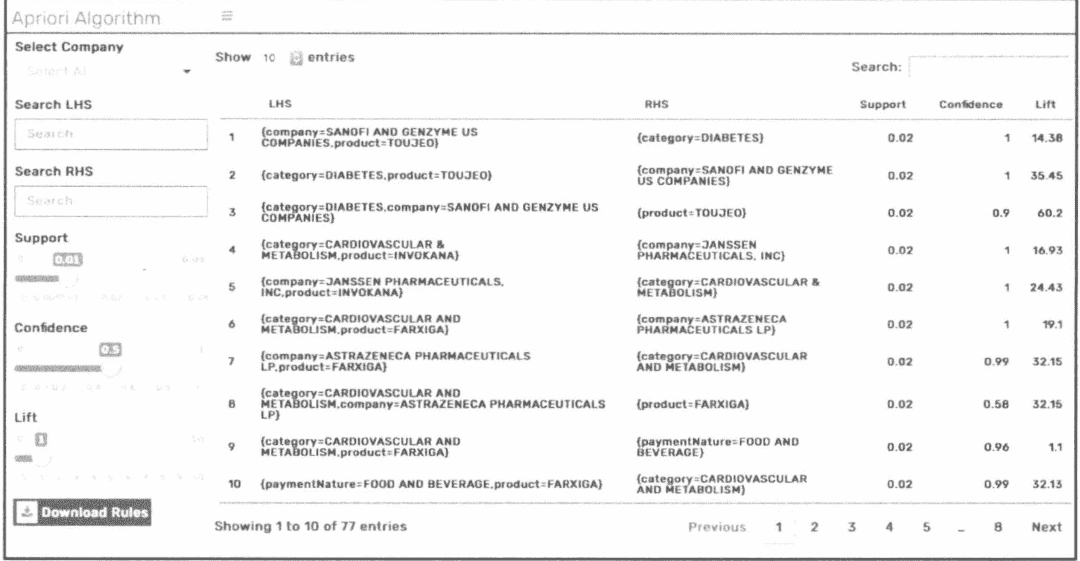 Apriori Algorithm
Select Company
Select All
Search LHS
Search
Search RHS
Search
Support
0.01
Confidence
0.5
Lift
1
Download Rules
Show 10 entries
Search:
LHS RHS Support Confidence Lift
1 {company=SANOFI AND GENZYME US
COMPANIES,product=TOUJEO} {category=DIABETES} 0.02 1 14.38
2 {category=DIABETES,product=TOUJEO} {company=SANOFI AND GENZYME
US COMPANIES} 0.02 1 35.45
3 {category=DIABETES,company=SANOFI AND GENZYME US
COMPANIES} {product=TOUJEO} 0.02 0.9 60.2
4 {category=CARDIOVASCULAR & {company=JANSSEN
METABOLISM,product=INVOKANA} PHARMACEUTICALS, INC} 0.02 1 16.93
5 {company=JANSSEN PHARMACEUTICALS, {category=CARDIOVASCULAR &
INC,product=INVOKANA} METABOLISM} 0.02 1 24.43
6 {category=CARDIOVASCULAR AND {company=ASTRAZENECA
METABOLISM,product=FARXIGA} PHARMACEUTICALS LP} 0.02 1 19.1
7 {company=ASTRAZENECA PHARMACEUTICALS {category=CARDIOVASCULAR
LP,product=FARXIGA} AND METABOLISM} 0.02 0.99 32.15
8 {category=CARDIOVASCULAR AND
METABOLISM,company=ASTRAZENECA PHARMACEUTICALS {product=FARXIGA} 0.02 0.58 32.15
LP}
9 {category=CARDIOVASCULAR AND {paymentNature=FOOD AND
METABOLISM,product=FARXIGA} BEVERAGE} 0.02 0.96 1.1
10 {paymentNature=FOOD AND BEVERAGE,product=FARXIGA} {category=CARDIOVASCULAR
AND METABOLISM} 0.02 0.99 32.13
Showing 1 to 10 of 77 entries
Previous 1 2 3 4 5 … 8 Next